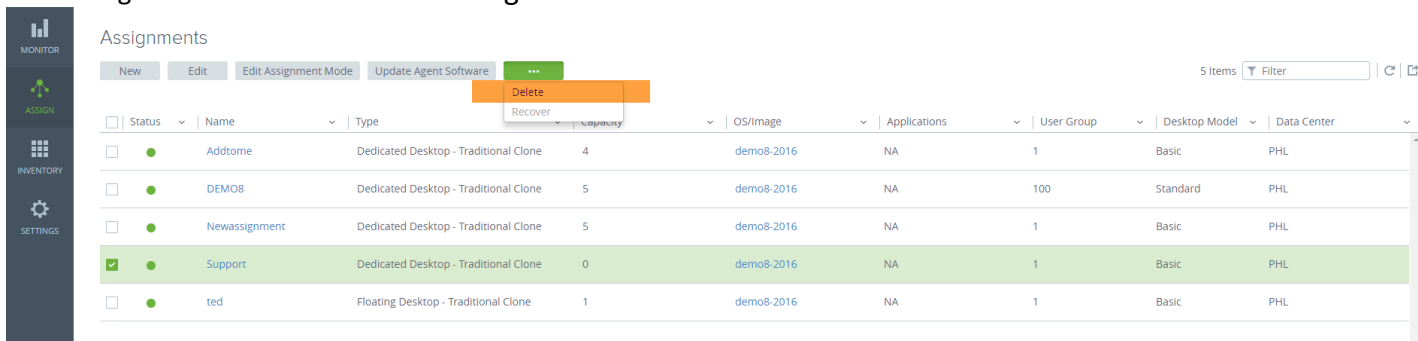 Assignments
MONITOR
New Edit Edit Assignment Mode Update Agent Software ... 5 Items Filter
Delete
ASSIGN
Recover
Status Name Type Capacity OS/Image Applications User Group Desktop Model Data Center
Addtome Dedicated Desktop - Traditional Clone 4 demo8-2016 NA 1 Basic PHL
INVENTORY
DEMO8 Dedicated Desktop - Traditional Clone 5 demo8-2016 NA 100 Standard PHL
SETTINGS
Newassignment Dedicated Desktop - Traditional Clone 5 demo8-2016 NA 1 Basic PHL
Support Dedicated Desktop - Traditional Clone 0 demo8-2016 NA 1 Basic PHL
ted Floating Desktop - Traditional Clone 1 demo8-2016 NA 1 Basic PHL